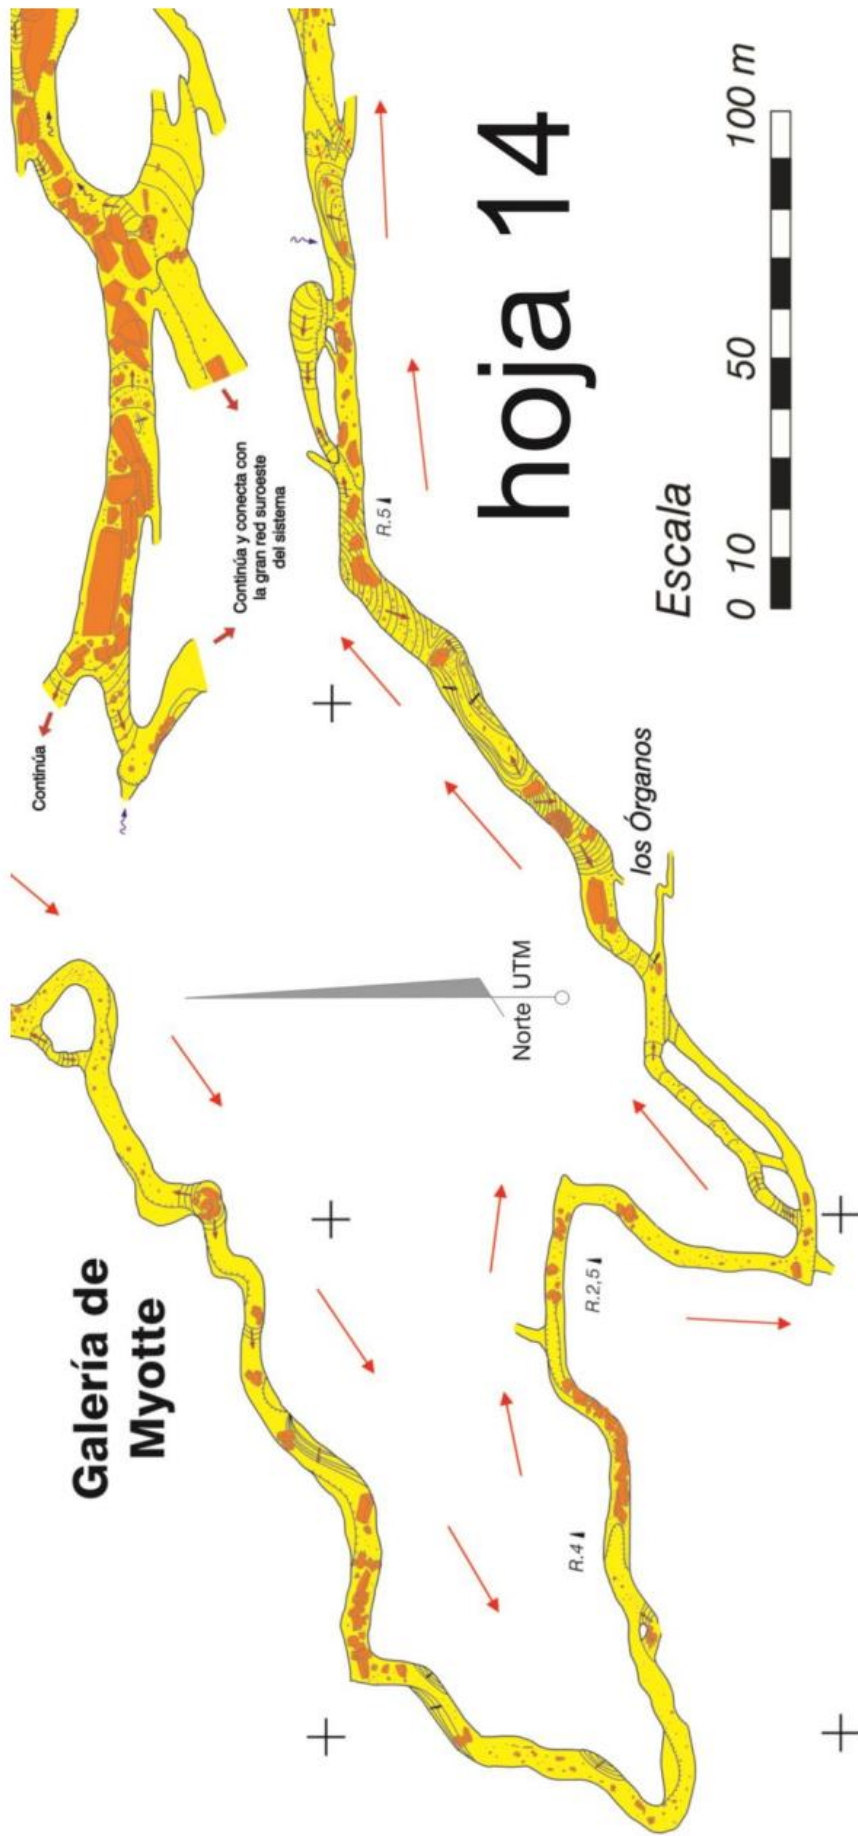 Continúa
Continúa y conecta con
la gran red suroeste
del sistema
R.5
hoja 14
Escala
0 10 50 100 m
los Órganos
Norte UTM
Galería de
Myotte
R.2,5
R.4